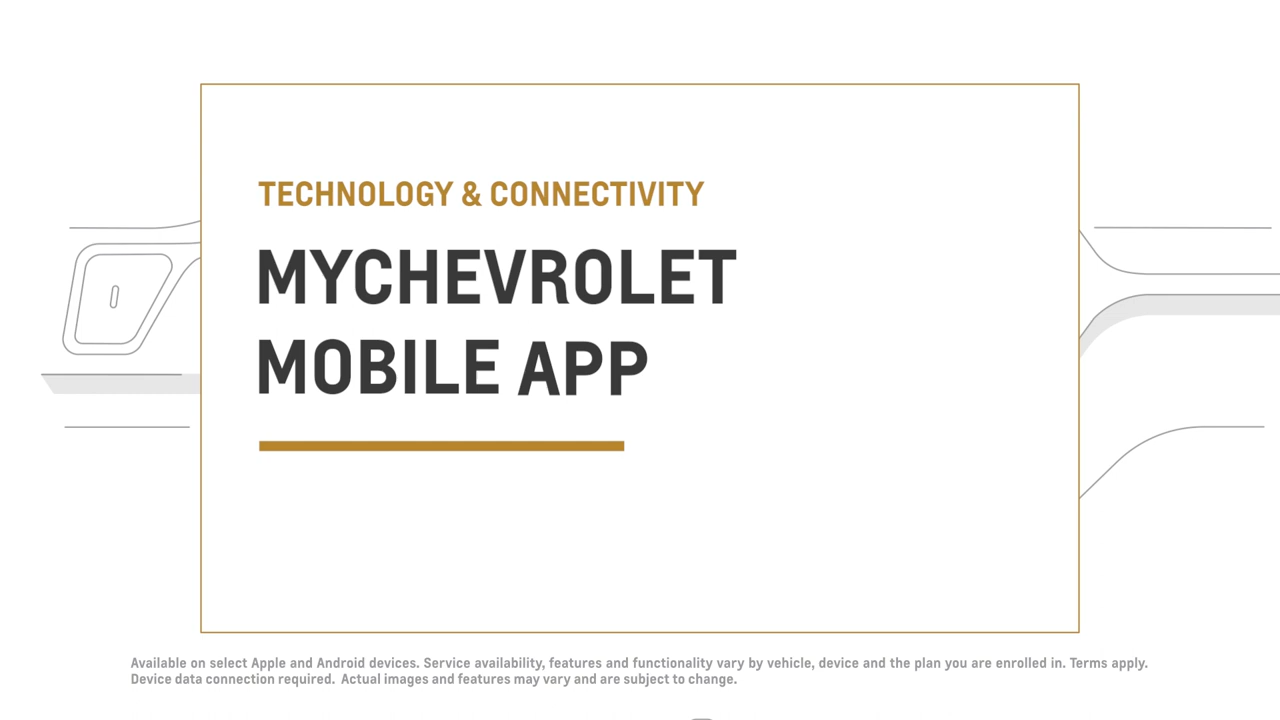 TECHNOLOGY & CONNECTIVITY
MYCHEVROLET
MOBILE APP
Available on select Apple and Android devices. Service availability, features and functionality vary by vehicle, device and the plan you are enrolled in. Terms apply.
Device data connection required.  Actual images and features may vary and are subject to change.